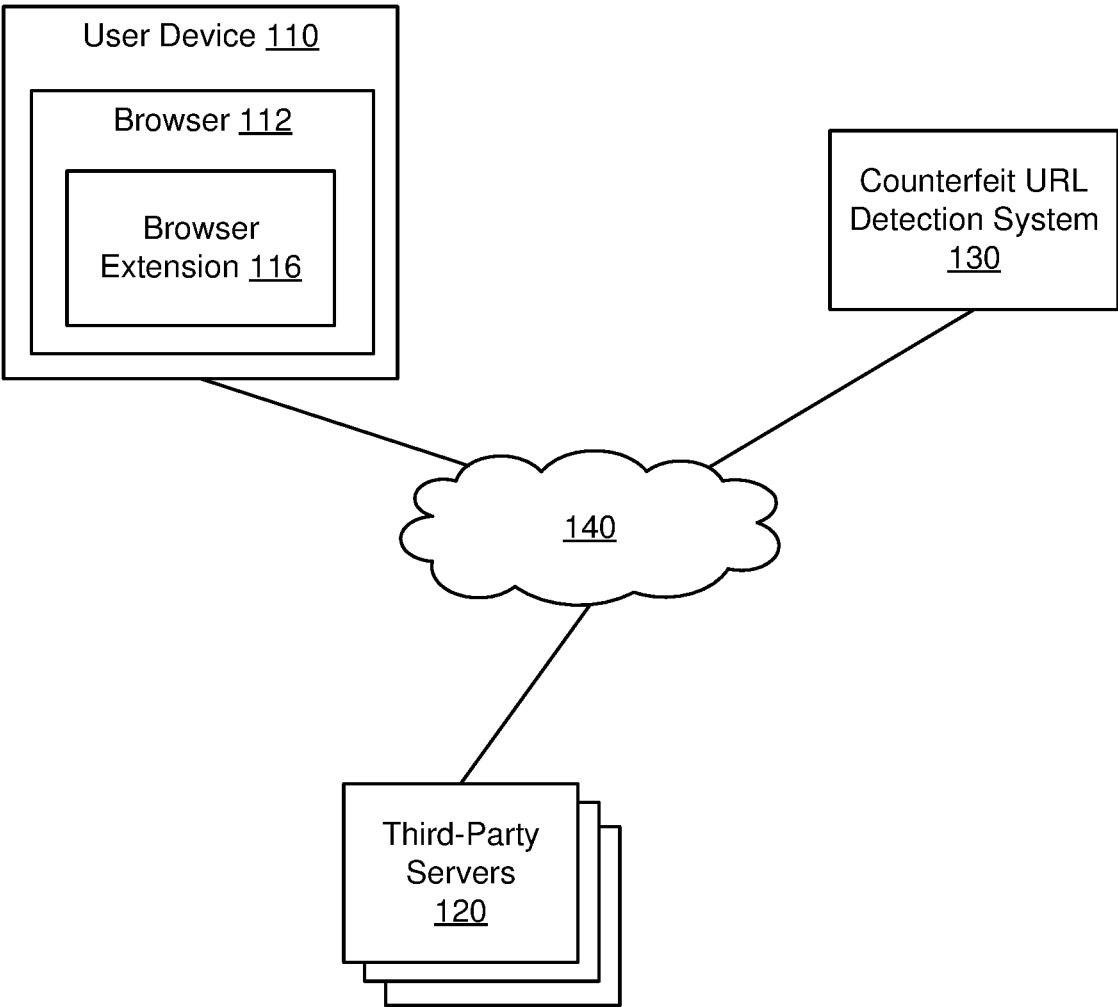 User Device 110
Browser 112
Browser
Extension 116
Counterfeit URL
Detection System
130
140
Third-Party
Servers
120